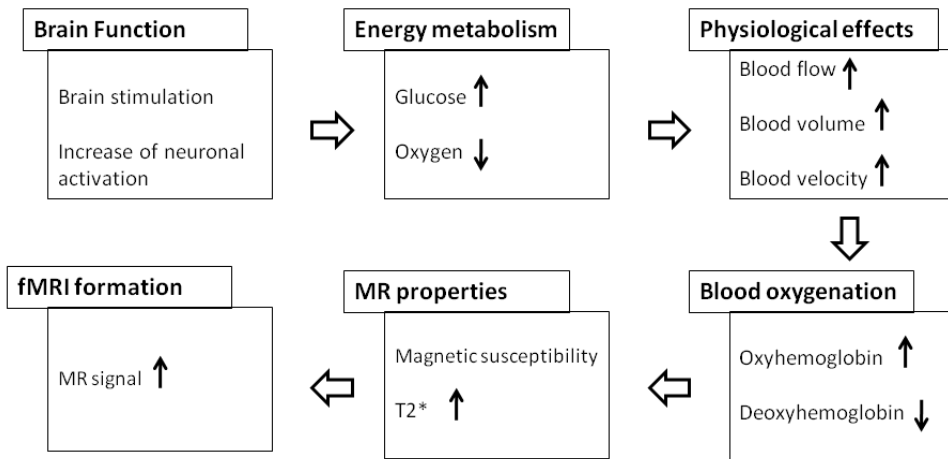 Brain Function
Brain stimulation
Increase of neuronal
activation
Energy metabolism
Glucose
Oxygen
Physiological effects
Blood flow
Blood volume
Blood velocity
Blood oxygenation
Oxyhemoglobin
Deoxyhemoglobin
MR properties
Magnetic susceptibility
T2*
fMRI formation
MR signal